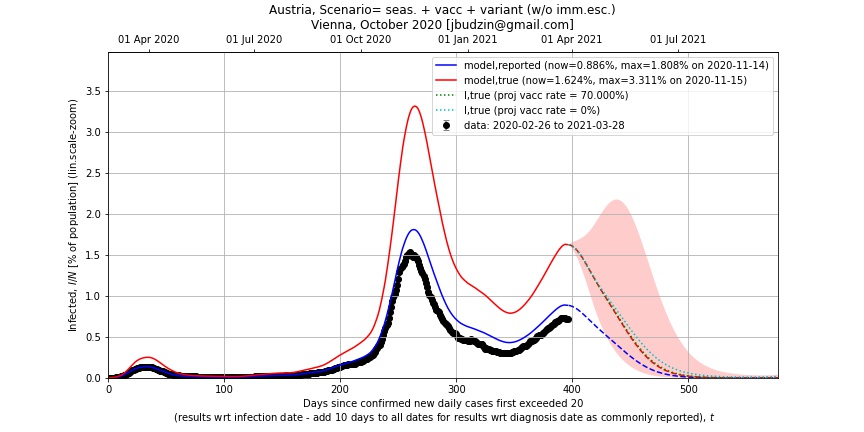 Austria, Scenario= seas. + vacc + variant (w/o imm.esc.)
Vienna, October 2020 [jbudzin@gmail.com]
01 Apr 2020 01 Jul 2020 01 Oct 2020 01 Jan 2021 01 Apr 2021 01 Jul 2021
model,reported (now=0.886%, max=1.808% on 2020-11-14)
model,true (now=1.624%, max=3.311% on 2020-11-15)
I,true (proj vacc rate = 70.000%)
I,true (proj vacc rate = 0%)
data: 2020-02-26 to 2021-03-28
Infected, I/N [% of population] (lin.scale-zoom)
3.5
3.0
2.5
2.0
1.5
1.0
0.5
0.0
0 100 200 300 400 500
Days since confirmed new daily cases first exceeded 20
(results wrt infection date - add 10 days to all dates for results wrt diagnosis date as commonly reported), t